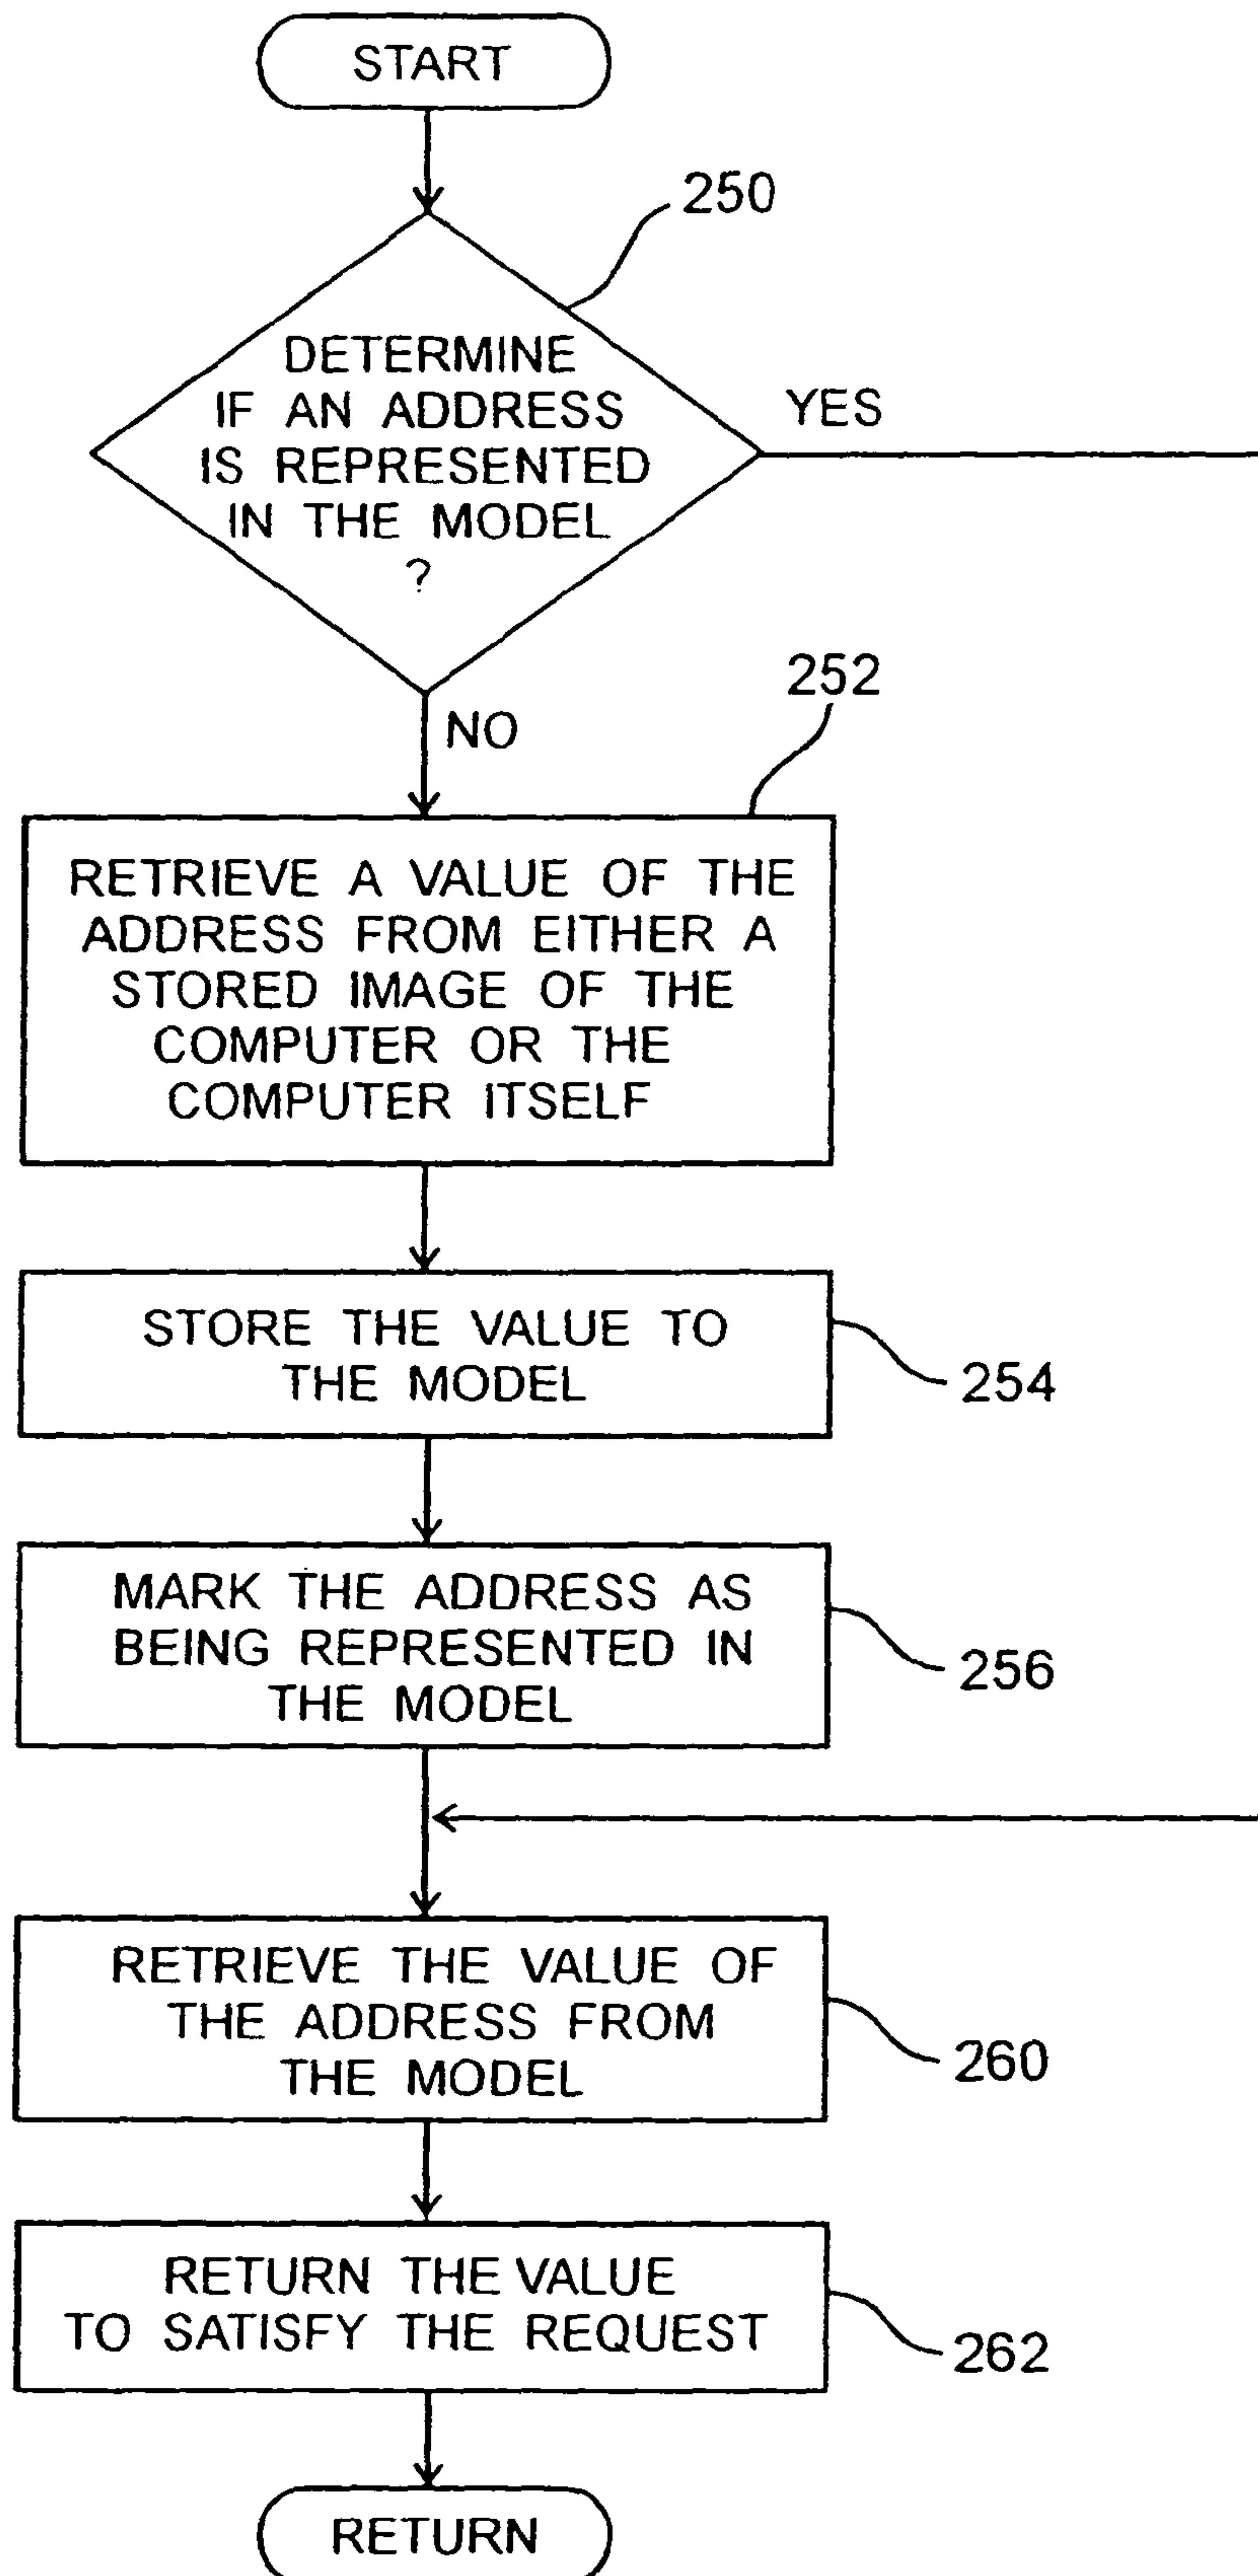 START
250
DETERMINE
IF AN ADDRESS
IS REPRESENTED
IN THE MODEL
?
YES
NO
252
RETRIEVE A VALUE OF THE
ADDRESS FROM EITHER A
STORED IMAGE OF THE
COMPUTER OR THE
COMPUTER ITSELF
STORE THE VALUE TO
THE MODEL
254
MARK THE ADDRESS AS
BEING REPRESENTED IN
THE MODEL
256
RETRIEVE THE VALUE OF
THE ADDRESS FROM
THE MODEL
260
RETURN THE VALUE
TO SATISFY THE REQUEST
262
RETURN